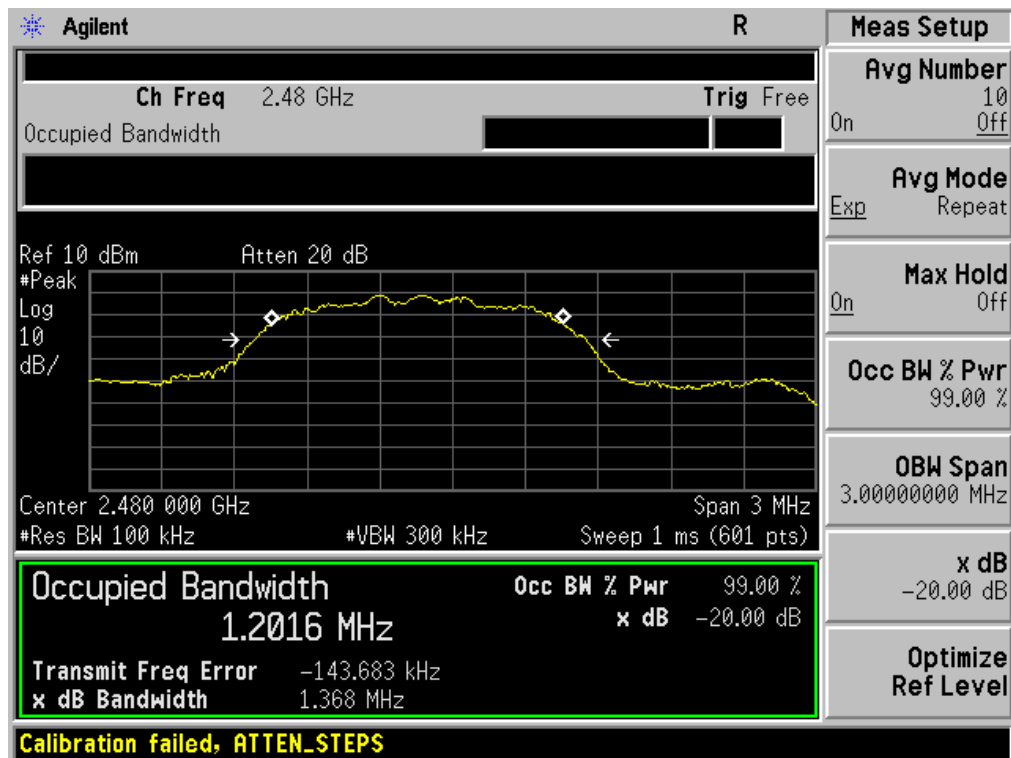 Agilent R
Ch Freq 2.48 GHz Trig Free
Occupied Bandwidth
Ref 10 dBm Atten 20 dB
#Peak
Log
10
dB/
Center 2.480 000 GHz Span 3 MHz
#Res BW 100 kHz #VBW 300 kHz Sweep 1 ms (601 pts)
Occupied Bandwidth
1.2016 MHz
Occ BW % Pwr 99.00 %
x dB -20.00 dB
Transmit Freq Error -143.683 kHz
x dB Bandwidth 1.368 MHz
Calibration failed, ATTEN_STEPS
Meas Setup
Avg Number
10
On Off
Avg Mode
Exp Repeat
Max Hold
On Off
Occ BW % Pwr
99.00 %
OBW Span
3.00000000 MHz
x dB
-20.00 dB
Optimize
Ref Level